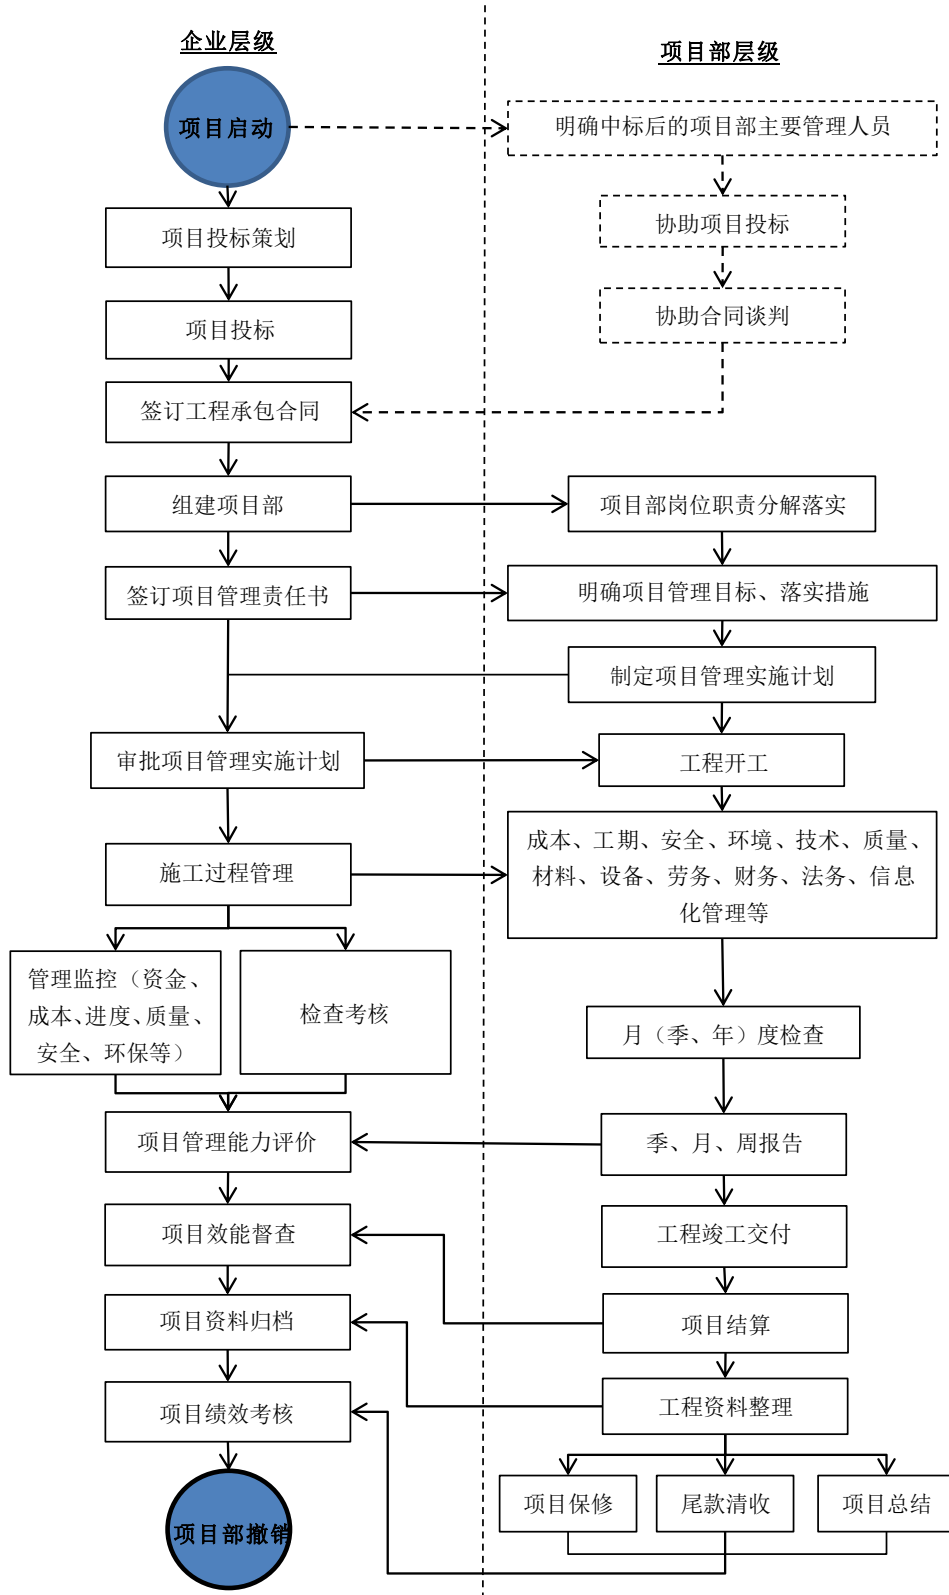 企业层级
项目部层级
项目启动
明确中标后的项目部主要管理人员
项目投标策划
协助项目投标
项目投标
协助合同谈判
签订工程承包合同
组建项目部
项目部岗位职责分解落实
签订项目管理责任书
明确项目管理目标、落实措施
制定项目管理实施计划
审批项目管理实施计划
工程开工
施工过程管理
成本、工期、安全、环境、技术、质量、
材料、设备、劳务、财务、法务、信息
化管理等
管理监控（资金、
成本、进度、质量、
安全、环保等）
检查考核
月（季、年）度检查
项目管理能力评价
季、月、周报告
项目效能督查
工程竣工交付
项目资料归档
项目结算
项目绩效考核
工程资料整理
项目保修
尾款清收
项目总结
项目部撤销